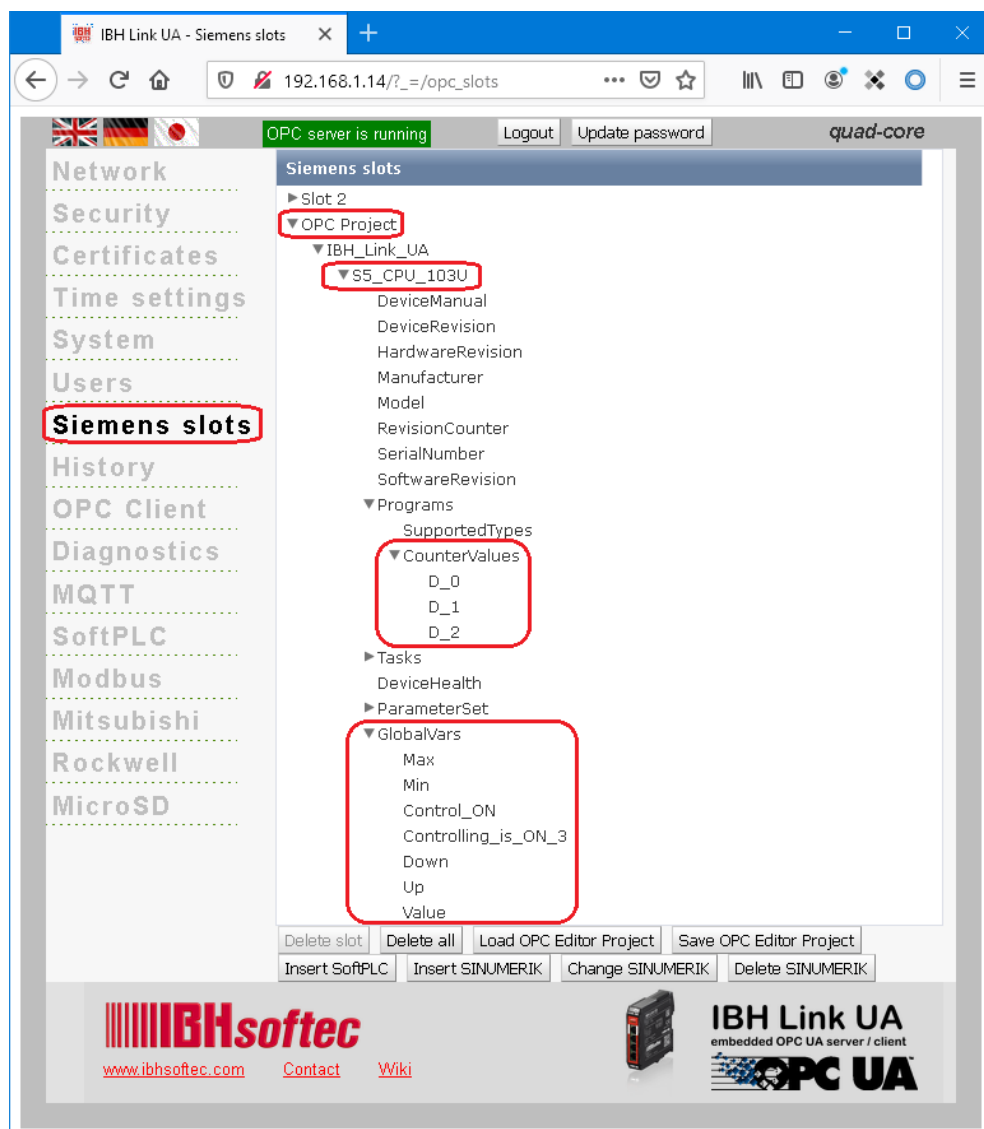 IBH Link UA - Siemens slots
192.168.1.14/?_=/opc_slots
OPC server is running Logout Update password quad-core
Network
Security
Certificates
Time settings
System
Users
Siemens slots
History
OPC Client
Diagnostics
MQTT
SoftPLC
Modbus
Mitsubishi
Rockwell
MicroSD
Siemens slots
Slot 2
OPC Project
IBH_Link_UA
S5_CPU_103U
DeviceManual
DeviceRevision
HardwareRevision
Manufacturer
Model
RevisionCounter
SerialNumber
SoftwareRevision
Programs
SupportedTypes
CounterValues
D_0
D_1
D_2
Tasks
DeviceHealth
ParameterSet
GlobalVars
Max
Min
Control_ON
Controlling_is_ON_3
Down
Up
Value
Delete slot Delete all Load OPC Editor Project Save OPC Editor Project
Insert SoftPLC Insert SINUMERIK Change SINUMERIK Delete SINUMERIK
IBHsoftec
www.ibhsoftec.com Contact Wiki
IBH Link UA
embedded OPC UA server / client
OPC UA